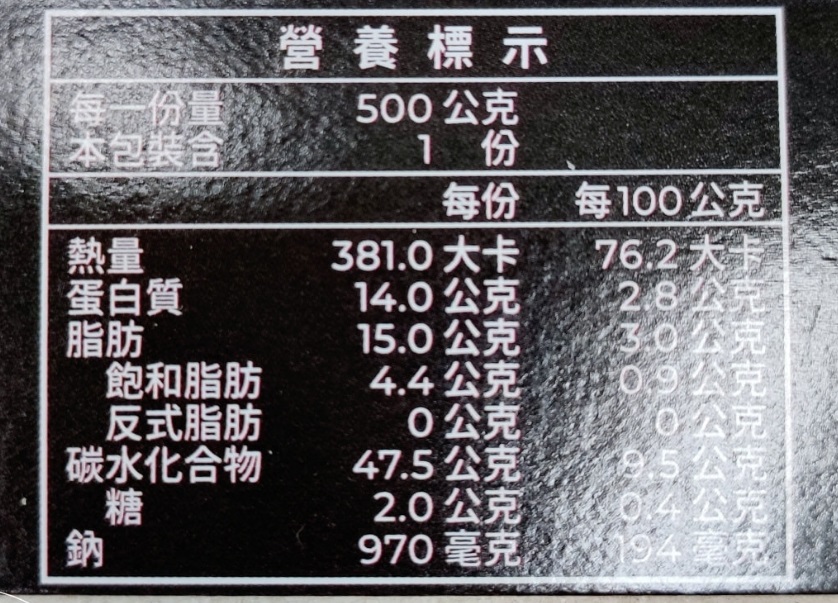 營養標示
每一份量 500 公克
本包裝含 1 份
每份 每100公克
熱量 381.0 大卡 76.2 大卡
蛋白質 14.0 公克 2.8 公克
脂肪 15.0 公克 3.0 公克
飽和脂肪 4.4 公克 0.9 公克
反式脂肪 0 公克 0 公克
碳水化合物 47.5 公克 9.5 公克
糖 2.0 公克 0.4 公克
鈉 970 毫克 194 毫克